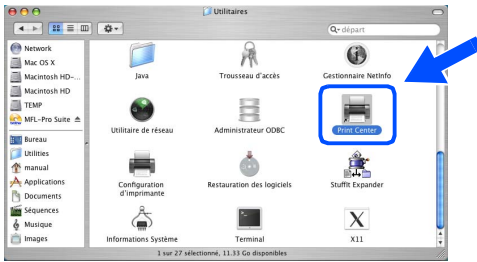 Utilitaires
Q- départ
Network
Mac OS X
Macintosh HD-...
Macintosh HD
TEMP
MFL-Pro Suite
Bureau
Utilities
manual
Applications
Documents
Séquences
Musique
Images
Java
Trousseau d'accès
Gestionnaire NetInfo
Utilitaire de réseau
Administrateur ODBC
Print Center
Configuration
d'imprimante
Restauration des logiciels
StuffIt Expander
Informations Système
Terminal
X11
1 sur 27 sélectionné, 11.33 Go disponibles